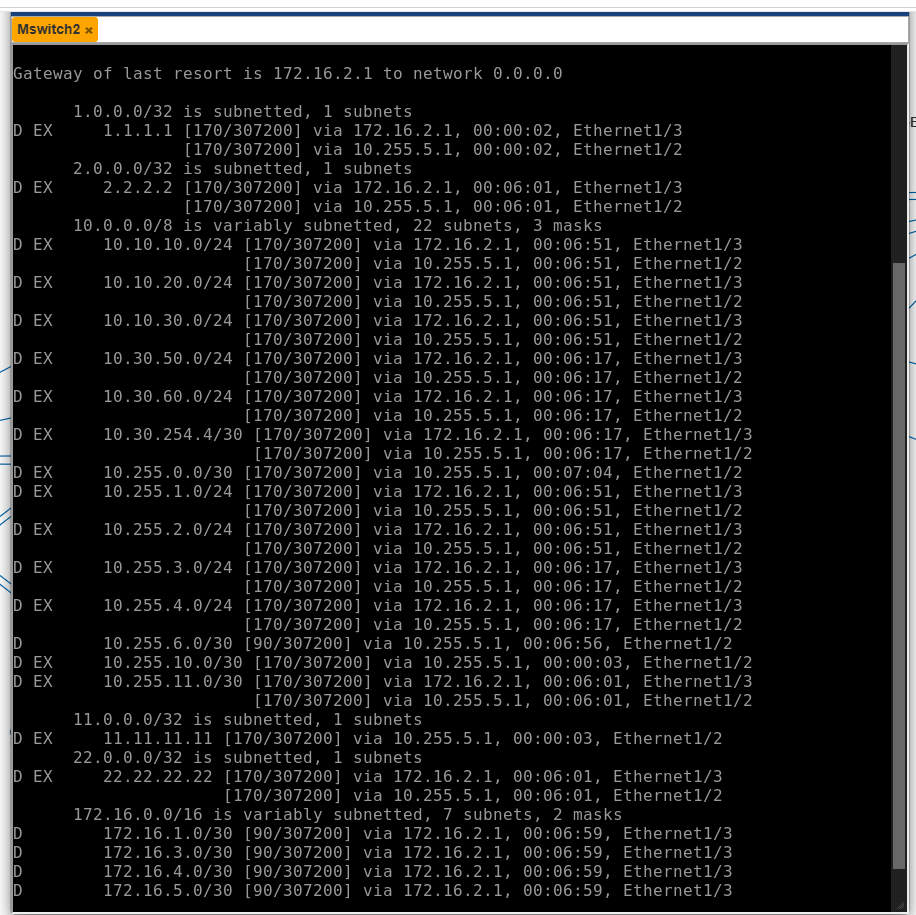 Mswitch2 ×
Gateway of last resort is 172.16.2.1 to network 0.0.0.0
      1.0.0.0/32 is subnetted, 1 subnets
D EX     1.1.1.1 [170/307200] via 172.16.2.1, 00:00:02, Ethernet1/3
                 [170/307200] via 10.255.5.1, 00:00:02, Ethernet1/2
      2.0.0.0/32 is subnetted, 1 subnets
D EX     2.2.2.2 [170/307200] via 172.16.2.1, 00:06:01, Ethernet1/3
                 [170/307200] via 10.255.5.1, 00:06:01, Ethernet1/2
      10.0.0.0/8 is variably subnetted, 22 subnets, 3 masks
D EX     10.10.10.0/24 [170/307200] via 172.16.2.1, 00:06:51, Ethernet1/3
                       [170/307200] via 10.255.5.1, 00:06:51, Ethernet1/2
D EX     10.10.20.0/24 [170/307200] via 172.16.2.1, 00:06:51, Ethernet1/3
                       [170/307200] via 10.255.5.1, 00:06:51, Ethernet1/2
D EX     10.10.30.0/24 [170/307200] via 172.16.2.1, 00:06:51, Ethernet1/3
                       [170/307200] via 10.255.5.1, 00:06:51, Ethernet1/2
D EX     10.30.50.0/24 [170/307200] via 172.16.2.1, 00:06:17, Ethernet1/3
                       [170/307200] via 10.255.5.1, 00:06:17, Ethernet1/2
D EX     10.30.60.0/24 [170/307200] via 172.16.2.1, 00:06:17, Ethernet1/3
                       [170/307200] via 10.255.5.1, 00:06:17, Ethernet1/2
D EX     10.30.254.4/30 [170/307200] via 172.16.2.1, 00:06:17, Ethernet1/3
                        [170/307200] via 10.255.5.1, 00:06:17, Ethernet1/2
D EX     10.255.0.0/30 [170/307200] via 10.255.5.1, 00:07:04, Ethernet1/2
D EX     10.255.1.0/24 [170/307200] via 172.16.2.1, 00:06:51, Ethernet1/3
                       [170/307200] via 10.255.5.1, 00:06:51, Ethernet1/2
D EX     10.255.2.0/24 [170/307200] via 172.16.2.1, 00:06:51, Ethernet1/3
                       [170/307200] via 10.255.5.1, 00:06:51, Ethernet1/2
D EX     10.255.3.0/24 [170/307200] via 172.16.2.1, 00:06:17, Ethernet1/3
                       [170/307200] via 10.255.5.1, 00:06:17, Ethernet1/2
D EX     10.255.4.0/24 [170/307200] via 172.16.2.1, 00:06:17, Ethernet1/3
                       [170/307200] via 10.255.5.1, 00:06:17, Ethernet1/2
D        10.255.6.0/30 [90/307200] via 10.255.5.1, 00:06:56, Ethernet1/2
D EX     10.255.10.0/30 [170/307200] via 10.255.5.1, 00:00:03, Ethernet1/2
D EX     10.255.11.0/30 [170/307200] via 172.16.2.1, 00:06:01, Ethernet1/3
                        [170/307200] via 10.255.5.1, 00:06:01, Ethernet1/2
      11.0.0.0/32 is subnetted, 1 subnets
D EX     11.11.11.11 [170/307200] via 10.255.5.1, 00:00:03, Ethernet1/2
      22.0.0.0/32 is subnetted, 1 subnets
D EX     22.22.22.22 [170/307200] via 172.16.2.1, 00:06:01, Ethernet1/3
                     [170/307200] via 10.255.5.1, 00:06:01, Ethernet1/2
      172.16.0.0/16 is variably subnetted, 7 subnets, 2 masks
D        172.16.1.0/30 [90/307200] via 172.16.2.1, 00:06:59, Ethernet1/3
D        172.16.3.0/30 [90/307200] via 172.16.2.1, 00:06:59, Ethernet1/3
D        172.16.4.0/30 [90/307200] via 172.16.2.1, 00:06:59, Ethernet1/3
D        172.16.5.0/30 [90/307200] via 172.16.2.1, 00:06:59, Ethernet1/3